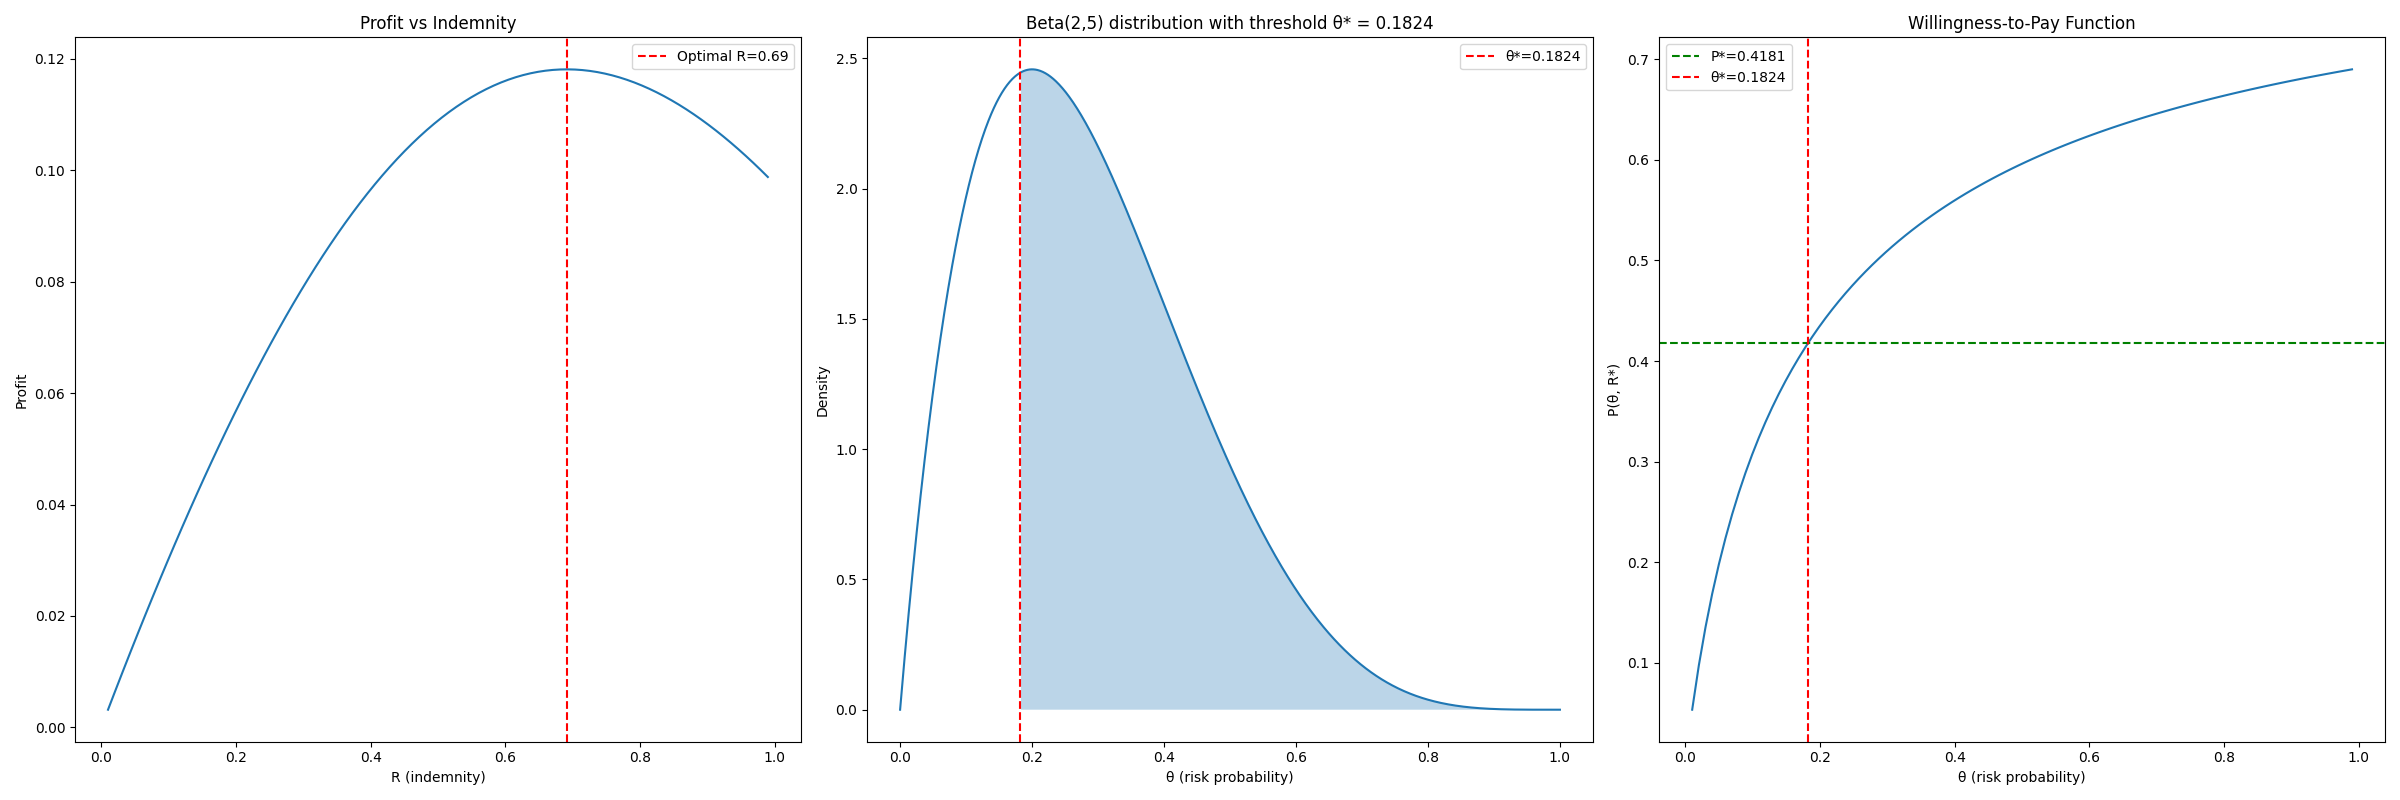 Profit vs Indemnity
Optimal R=0.69
0.12
0.10
0.08
0.06
0.04
0.02
0.00
Profit
0.0 0.2 0.4 0.6 0.8 1.0
R (indemnity)
Beta(2,5) distribution with threshold θ* = 0.1824
θ*=0.1824
2.5
2.0
1.5
1.0
0.5
0.0
Density
0.0 0.2 0.4 0.6 0.8 1.0
θ (risk probability)
Willingness-to-Pay Function
P*=0.4181
θ*=0.1824
0.7
0.6
0.5
0.4
0.3
0.2
0.1
P(θ, R*)
0.0 0.2 0.4 0.6 0.8 1.0
θ (risk probability)